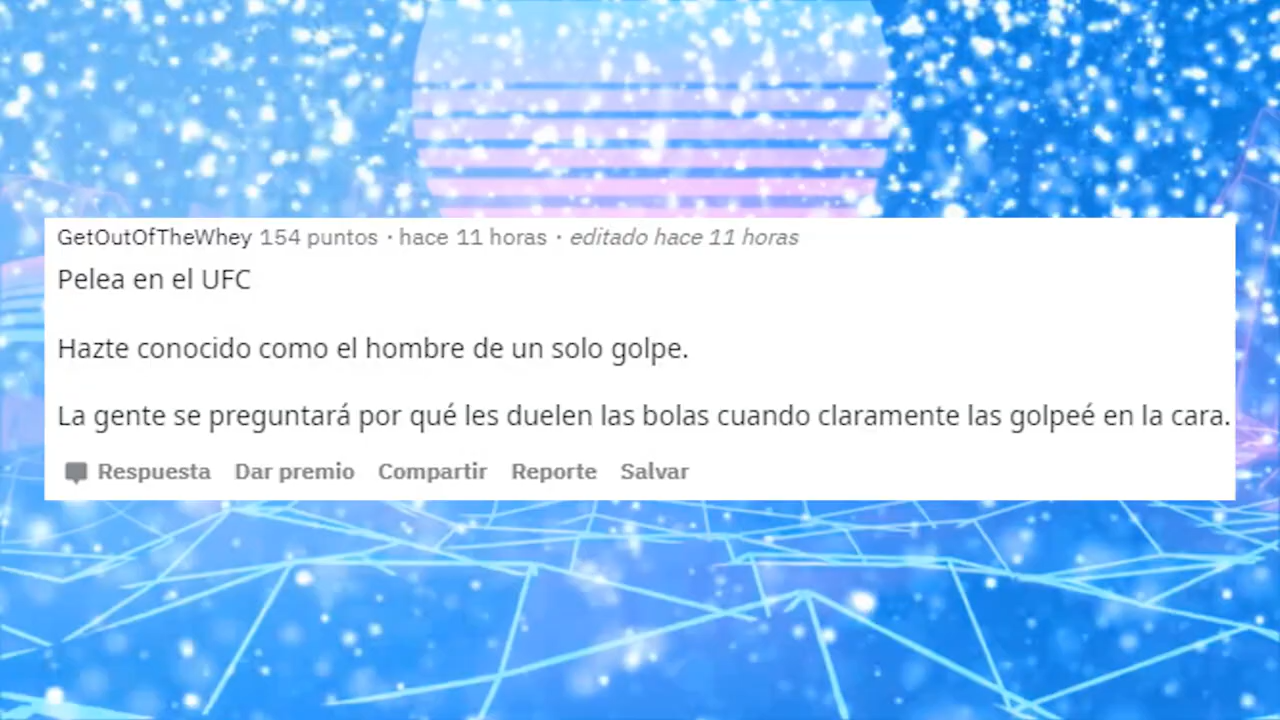 GetOutOfTheWhey 154 puntos · hace 11 horas · editado hace 11 horas
Pelea en el UFC
Hazte conocido como el hombre de un solo golpe.
La gente se preguntará por qué les duelen las bolas cuando claramente las golpeé en la cara.
Respuesta Dar premio Compartir Reporte Salvar